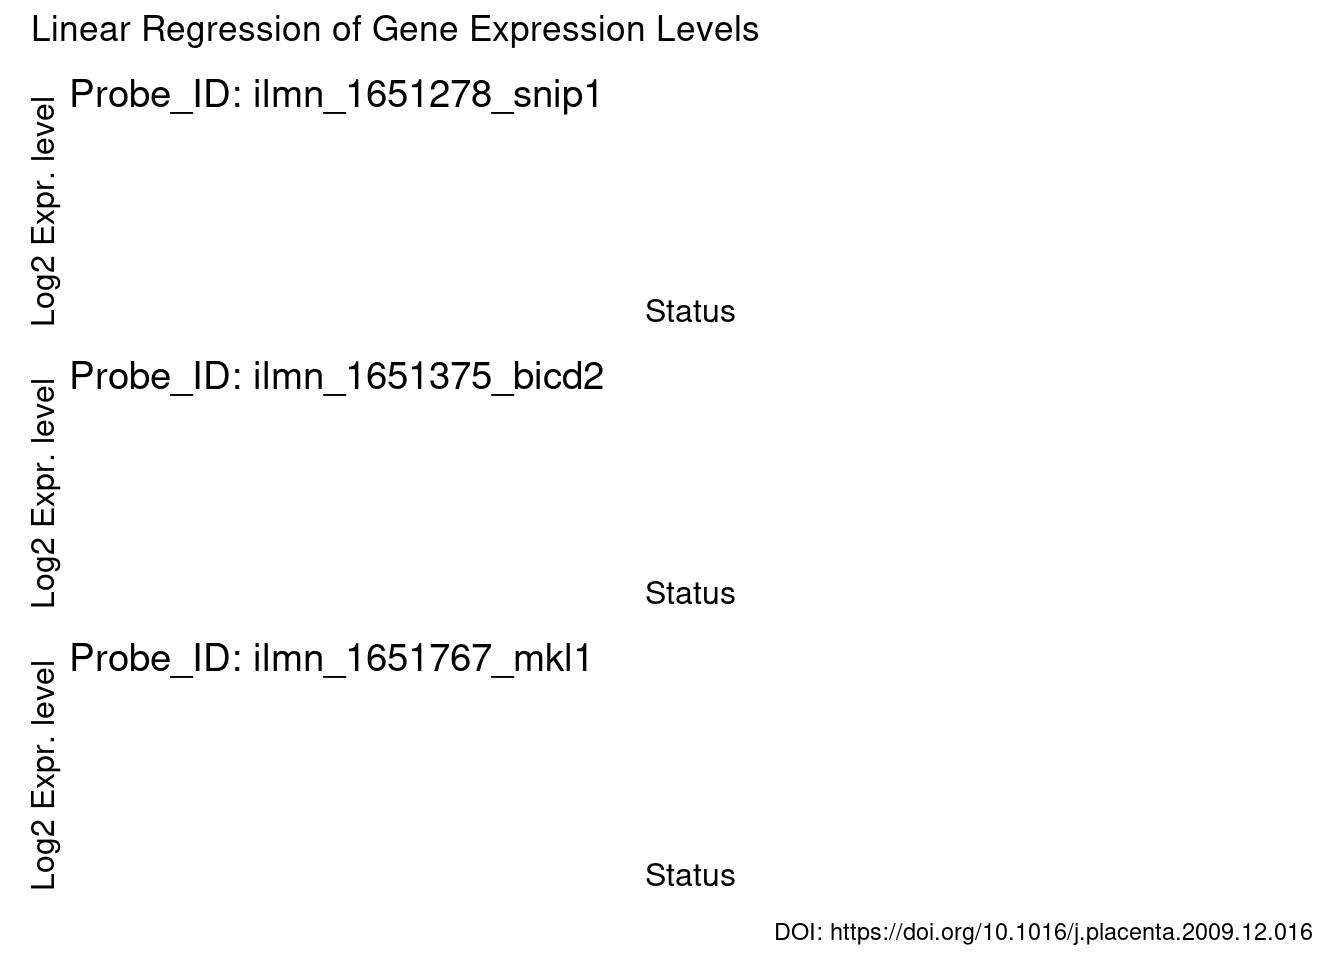 Linear Regression of Gene Expression Levels
Probe_ID: ilmn_1651278_snip1
Log2 Expr. level
Status
Probe_ID: ilmn_1651375_bicd2
Log2 Expr. level
Status
Probe_ID: ilmn_1651767_mkl1
Log2 Expr. level
Status
DOI: https://doi.org/10.1016/j.placenta.2009.12.016